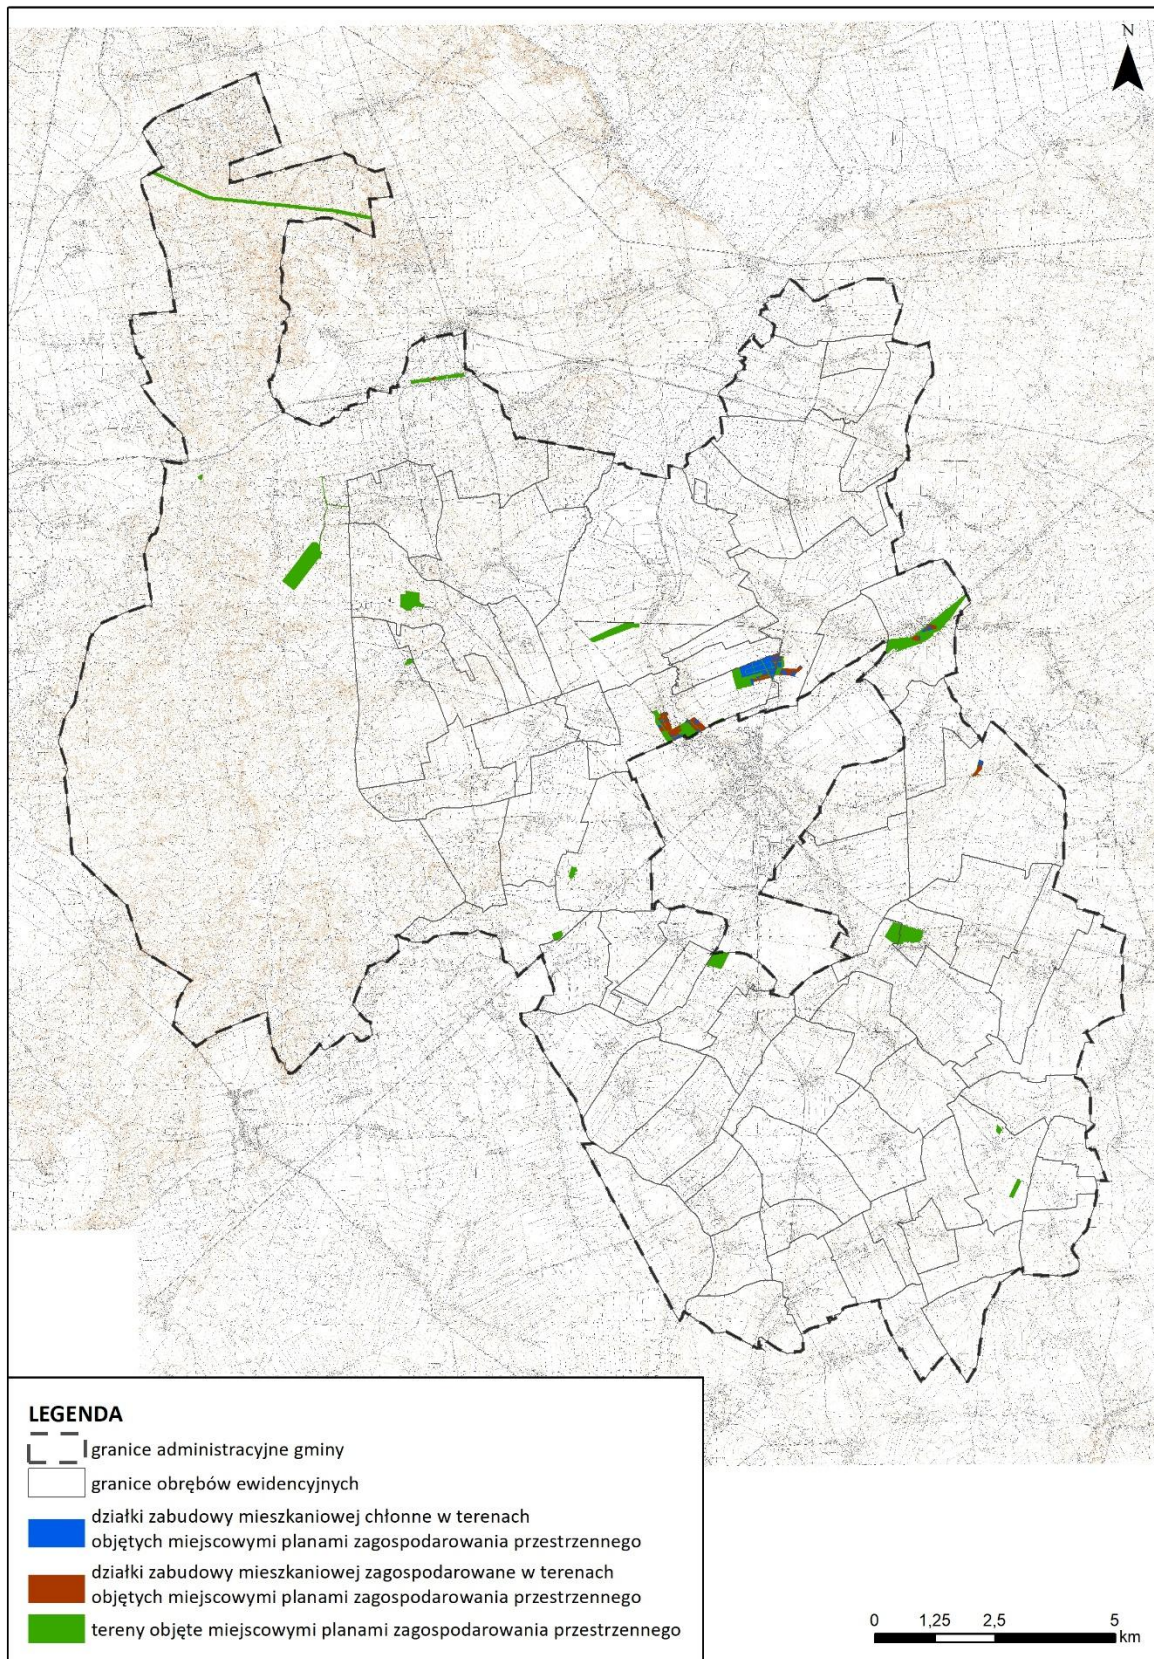 N
LEGENDA
granice administracyjne gminy
granice obrębów ewidencyjnych
działki zabudowy mieszkaniowej chłonne w terenach
objętych miejscowymi planami zagospodarowania przestrzennego
działki zabudowy mieszkaniowej zagospodarowane w terenach
objętych miejscowymi planami zagospodarowania przestrzennego
tereny objęte miejscowymi planami zagospodarowania przestrzennego
0 1,25 2,5 5
km